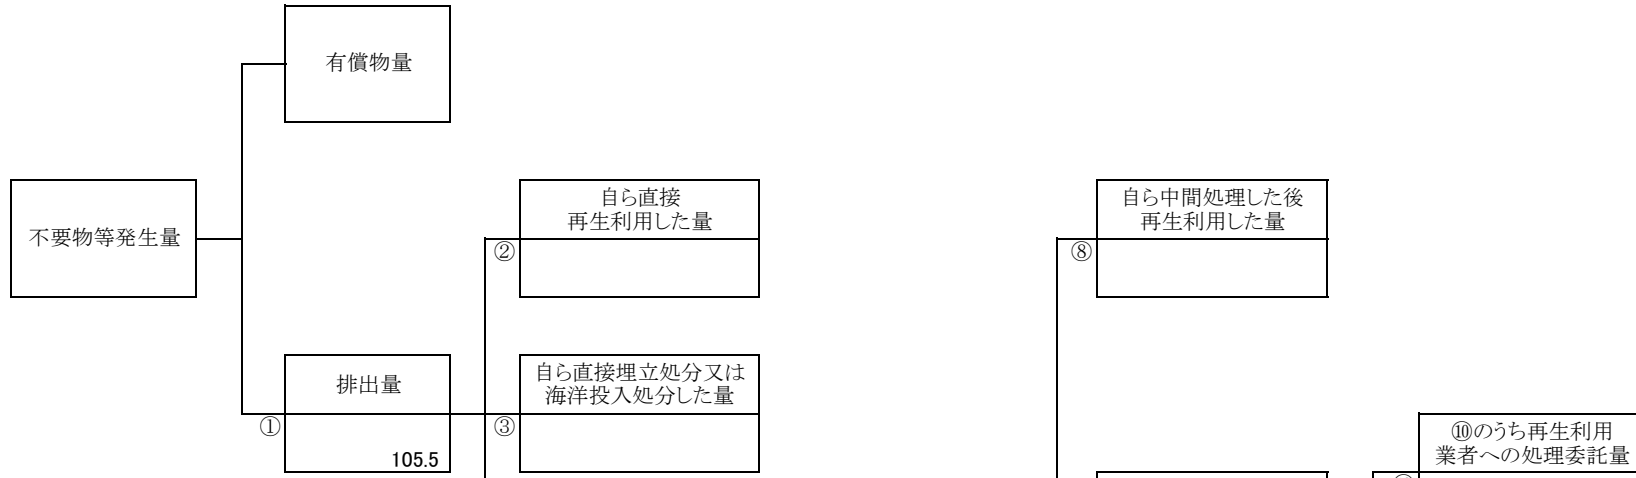 有償物量
不要物等発生量
自ら直接
再生利用した量
②
自ら中間処理した後
再生利用した量
⑧
排出量
①
105.5
自ら直接埋立処分又は
海洋投入処分した量
③
⑩のうち再生利用
業者への処理委託量